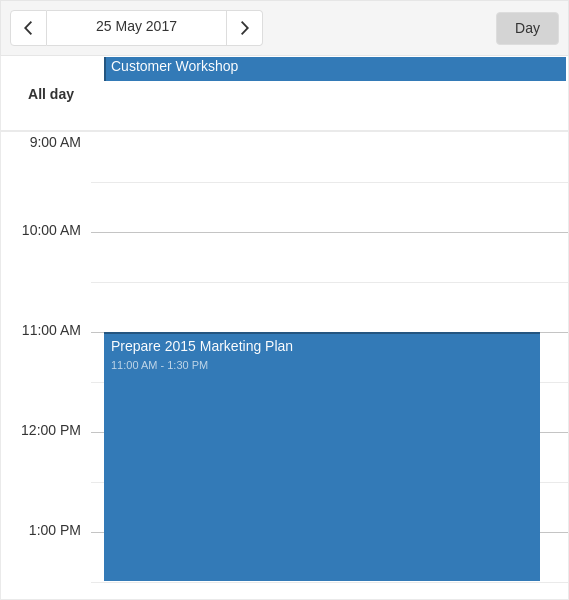 25 May 2017
Day
Customer Workshop
All day
9:00 AM
10:00 AM
11:00 AM
Prepare 2015 Marketing Plan
11:00 AM - 1:30 PM
12:00 PM
1:00 PM